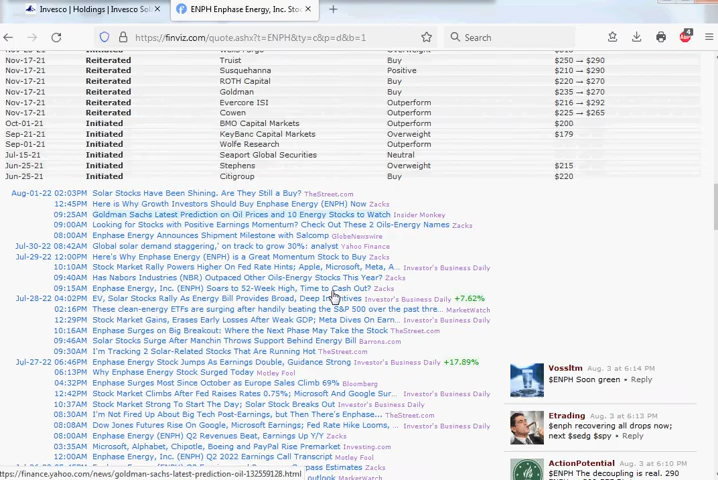 Invesco | Holdings | Invesco Sol
ENPH Enphase Energy, Inc. Stoc
https://finviz.com/quote.ashx?t=ENPH&ty=c&p=d&b=1
Search
4
Nov-17-21 Reiterated Truist Buy $250 → $290
Nov-17-21 Reiterated Susquehanna Positive $210 → $290
Nov-17-21 Reiterated ROTH Capital Buy $220 → $270
Nov-17-21 Reiterated Goldman Buy $235 → $270
Nov-17-21 Reiterated Evercore ISI Outperform $216 → $292
Nov-17-21 Reiterated Cowen Outperform $225 → $265
Oct-01-21 Initiated BMO Capital Markets Outperform $200
Sep-21-21 Initiated KeyBanc Capital Markets Overweight $179
Sep-01-21 Initiated Wolfe Research Outperform
Jul-15-21 Initiated Seaport Global Securities Neutral
Jun-25-21 Initiated Stephens Overweight $215
Jun-25-21 Initiated Citigroup Buy $220
Aug-01-22 02:03PM Solar Stocks Have Been Shining. Are They Still a Buy? TheStreet.com
12:45PM Here is Why Growth Investors Should Buy Enphase Energy (ENPH) Now Zacks
09:25AM Goldman Sachs Latest Prediction on Oil Prices and 10 Energy Stocks to Watch Insider Monkey
09:00AM Looking for Stocks with Positive Earnings Momentum? Check Out These 2 Oils-Energy Names Zacks
08:00AM Enphase Energy Announces Shipment Milestone with Salcomp GlobeNewswire
Jul-30-22 08:42AM Global solar demand staggering,' on track to grow 30%: analyst Yahoo Finance
Jul-29-22 12:00PM Here's Why Enphase Energy (ENPH) is a Great Momentum Stock to Buy Zacks
10:10AM Stock Market Rally Powers Higher On Fed Rate Hints; Apple, Microsoft, Meta, A... Investor's Business Daily
09:40AM Has Nabors Industries (NBR) Outpaced Other Oils-Energy Stocks This Year? Zacks
09:15AM Enphase Energy, Inc. (ENPH) Soars to 52-Week High, Time to Cash Out? Zacks
Jul-28-22 04:02PM EV, Solar Stocks Rally As Energy Bill Provides Broad, Deep Incentives Investor's Business Daily +7.62%
02:16PM These clean-energy ETFs are surging after handily beating the S&P 500 over the past thre... MarketWatch
12:29PM Stock Market Gains, Erases Early Losses After Weak GDP; Meta Dives On Earn... Investor's Business Daily
10:16AM Enphase Surges on Big Breakout: Where the Next Phase May Take the Stock TheStreet.com
09:46AM Solar Stocks Surge After Manchin Throws Support Behind Energy Bill Barrons.com
09:30AM I'm Tracking 2 Solar-Related Stocks That Are Running Hot TheStreet.com
Jul-27-22 06:46PM Enphase Energy Stock Jumps As Earnings Double, Guidance Strong Investor's Business Daily +17.89%
06:13PM Why Enphase Energy Stock Surged Today Motley Fool
04:32PM Enphase Surges Most Since October as Europe Sales Climb 69% Bloomberg
12:42PM Stock Market Climbs After Fed Raises Rates 0.75%; Microsoft And Google Sur... Investor's Business Daily
10:37AM Stocks Going Strong To Start The Day; Solar Stock Breaks Out Investor's Business Daily
08:00AM I'm Not Fired Up About Big Tech Post-Earnings, but Then There's Enphase... TheStreet.com
08:08AM Dow Jones Futures Rise On Google, Microsoft Earnings; Fed Rate Hike Looms, ... Investor's Business Daily
08:00AM Enphase Energy (ENPH) Q2 Revenues Beat, Earnings Up Y/Y Zacks
03:35AM Microsoft, Alphabet, Chipotle, Boeing and PayPal Rise Premarket Investing.com
12:00AM Enphase Energy (ENPH) Q2 2022 Earnings Call Transcript Motley Fool
pass Estimates Zacks
outlook MarketWatch
https://finance.yahoo.com/news/goldman-sachs-latest-prediction-oil-132559128.html
Vossltm Aug. 3 at 6:14 PM
$ENPH Soon green • Reply
Etrading Aug. 3 at 6:13 PM
$enph recovering all drops now;
next $sedg $spy • Reply
ActionPotential Aug. 3 at 6:11 PM
$ENPH The decoupling is real. 290